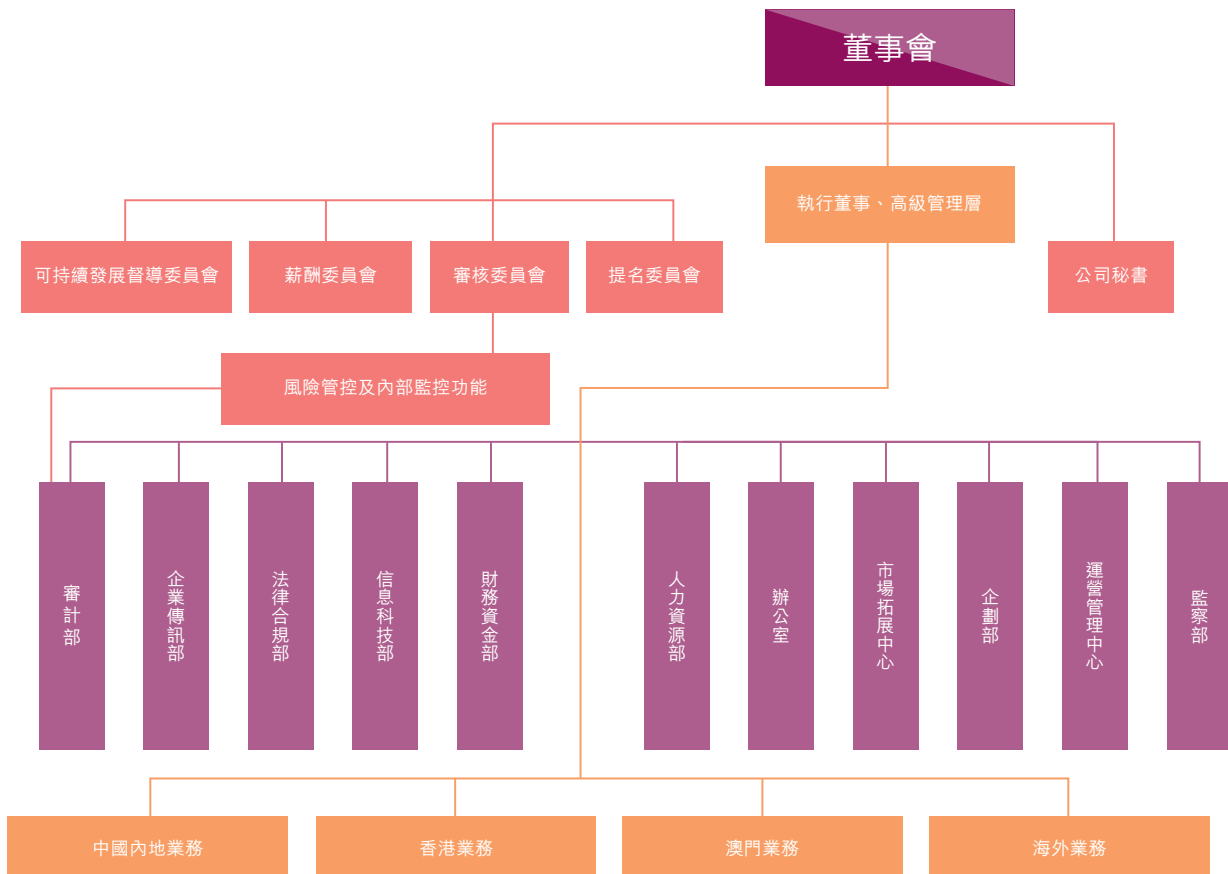 董事會
執行董事、高級管理層
可持續發展督導委員會
薪酬委員會
審核委員會
提名委員會
公司秘書
風險管控及內部監控功能
審計部
企業傳訊部
法律合規部
信息科技部
財務資金部
人力資源部
辦公室
市場拓展中心
企劃部
運營管理中心
監察部
中國內地業務
香港業務
澳門業務
海外業務